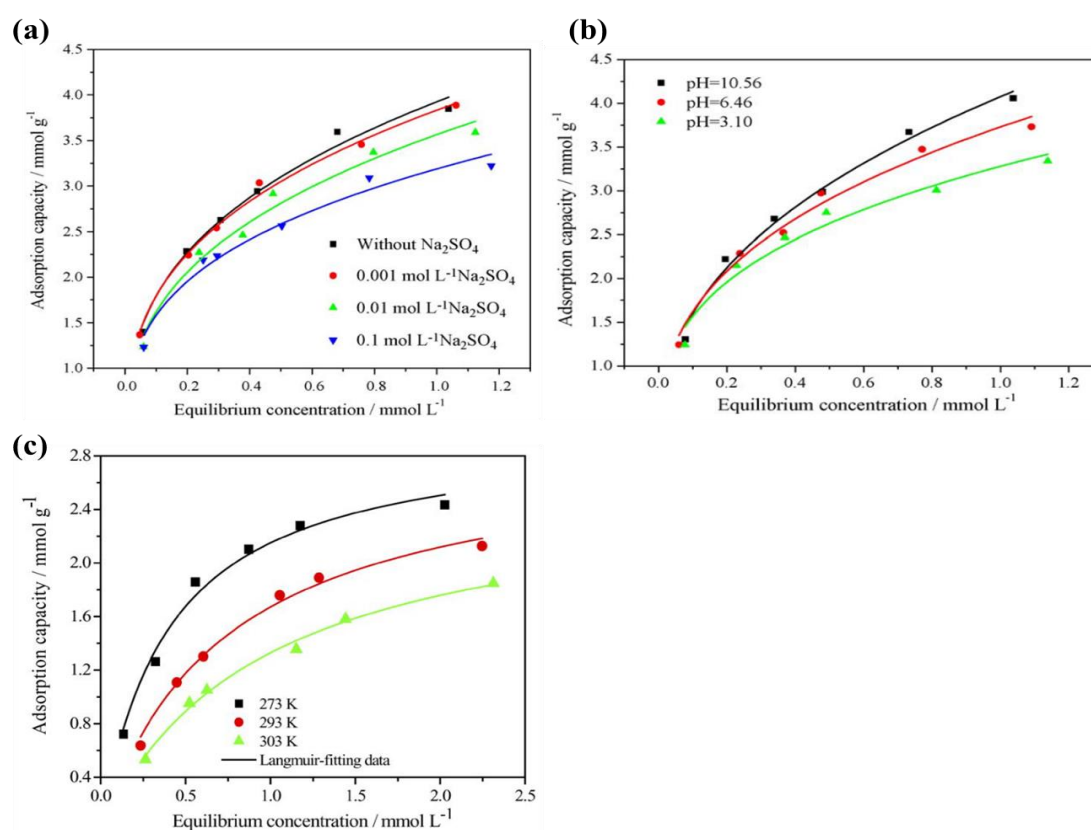 (a)
4.5
4.0
3.5
3.0
2.5
2.0
1.5
1.0
Adsorption capacity / mmol g⁻¹
Without Na₂SO₄
0.001 mol L⁻¹Na₂SO₄
0.01 mol L⁻¹Na₂SO₄
0.1 mol L⁻¹Na₂SO₄
0.0 0.2 0.4 0.6 0.8 1.0 1.2
Equilibrium concentration / mmol L⁻¹
(b)
4.5
4.0
3.5
3.0
2.5
2.0
1.5
1.0
Adsorption capacity / mmol g⁻¹
pH=10.56
pH=6.46
pH=3.10
0.0 0.2 0.4 0.6 0.8 1.0 1.2
Equilibrium concentration / mmol L⁻¹
(c)
2.8
2.4
2.0
1.6
1.2
0.8
0.4
Adsorption capacity / mmol g⁻¹
273 K
293 K
303 K
Langmuir-fitting data
0.0 0.5 1.0 1.5 2.0 2.5
Equilibrium concentration / mmol L⁻¹